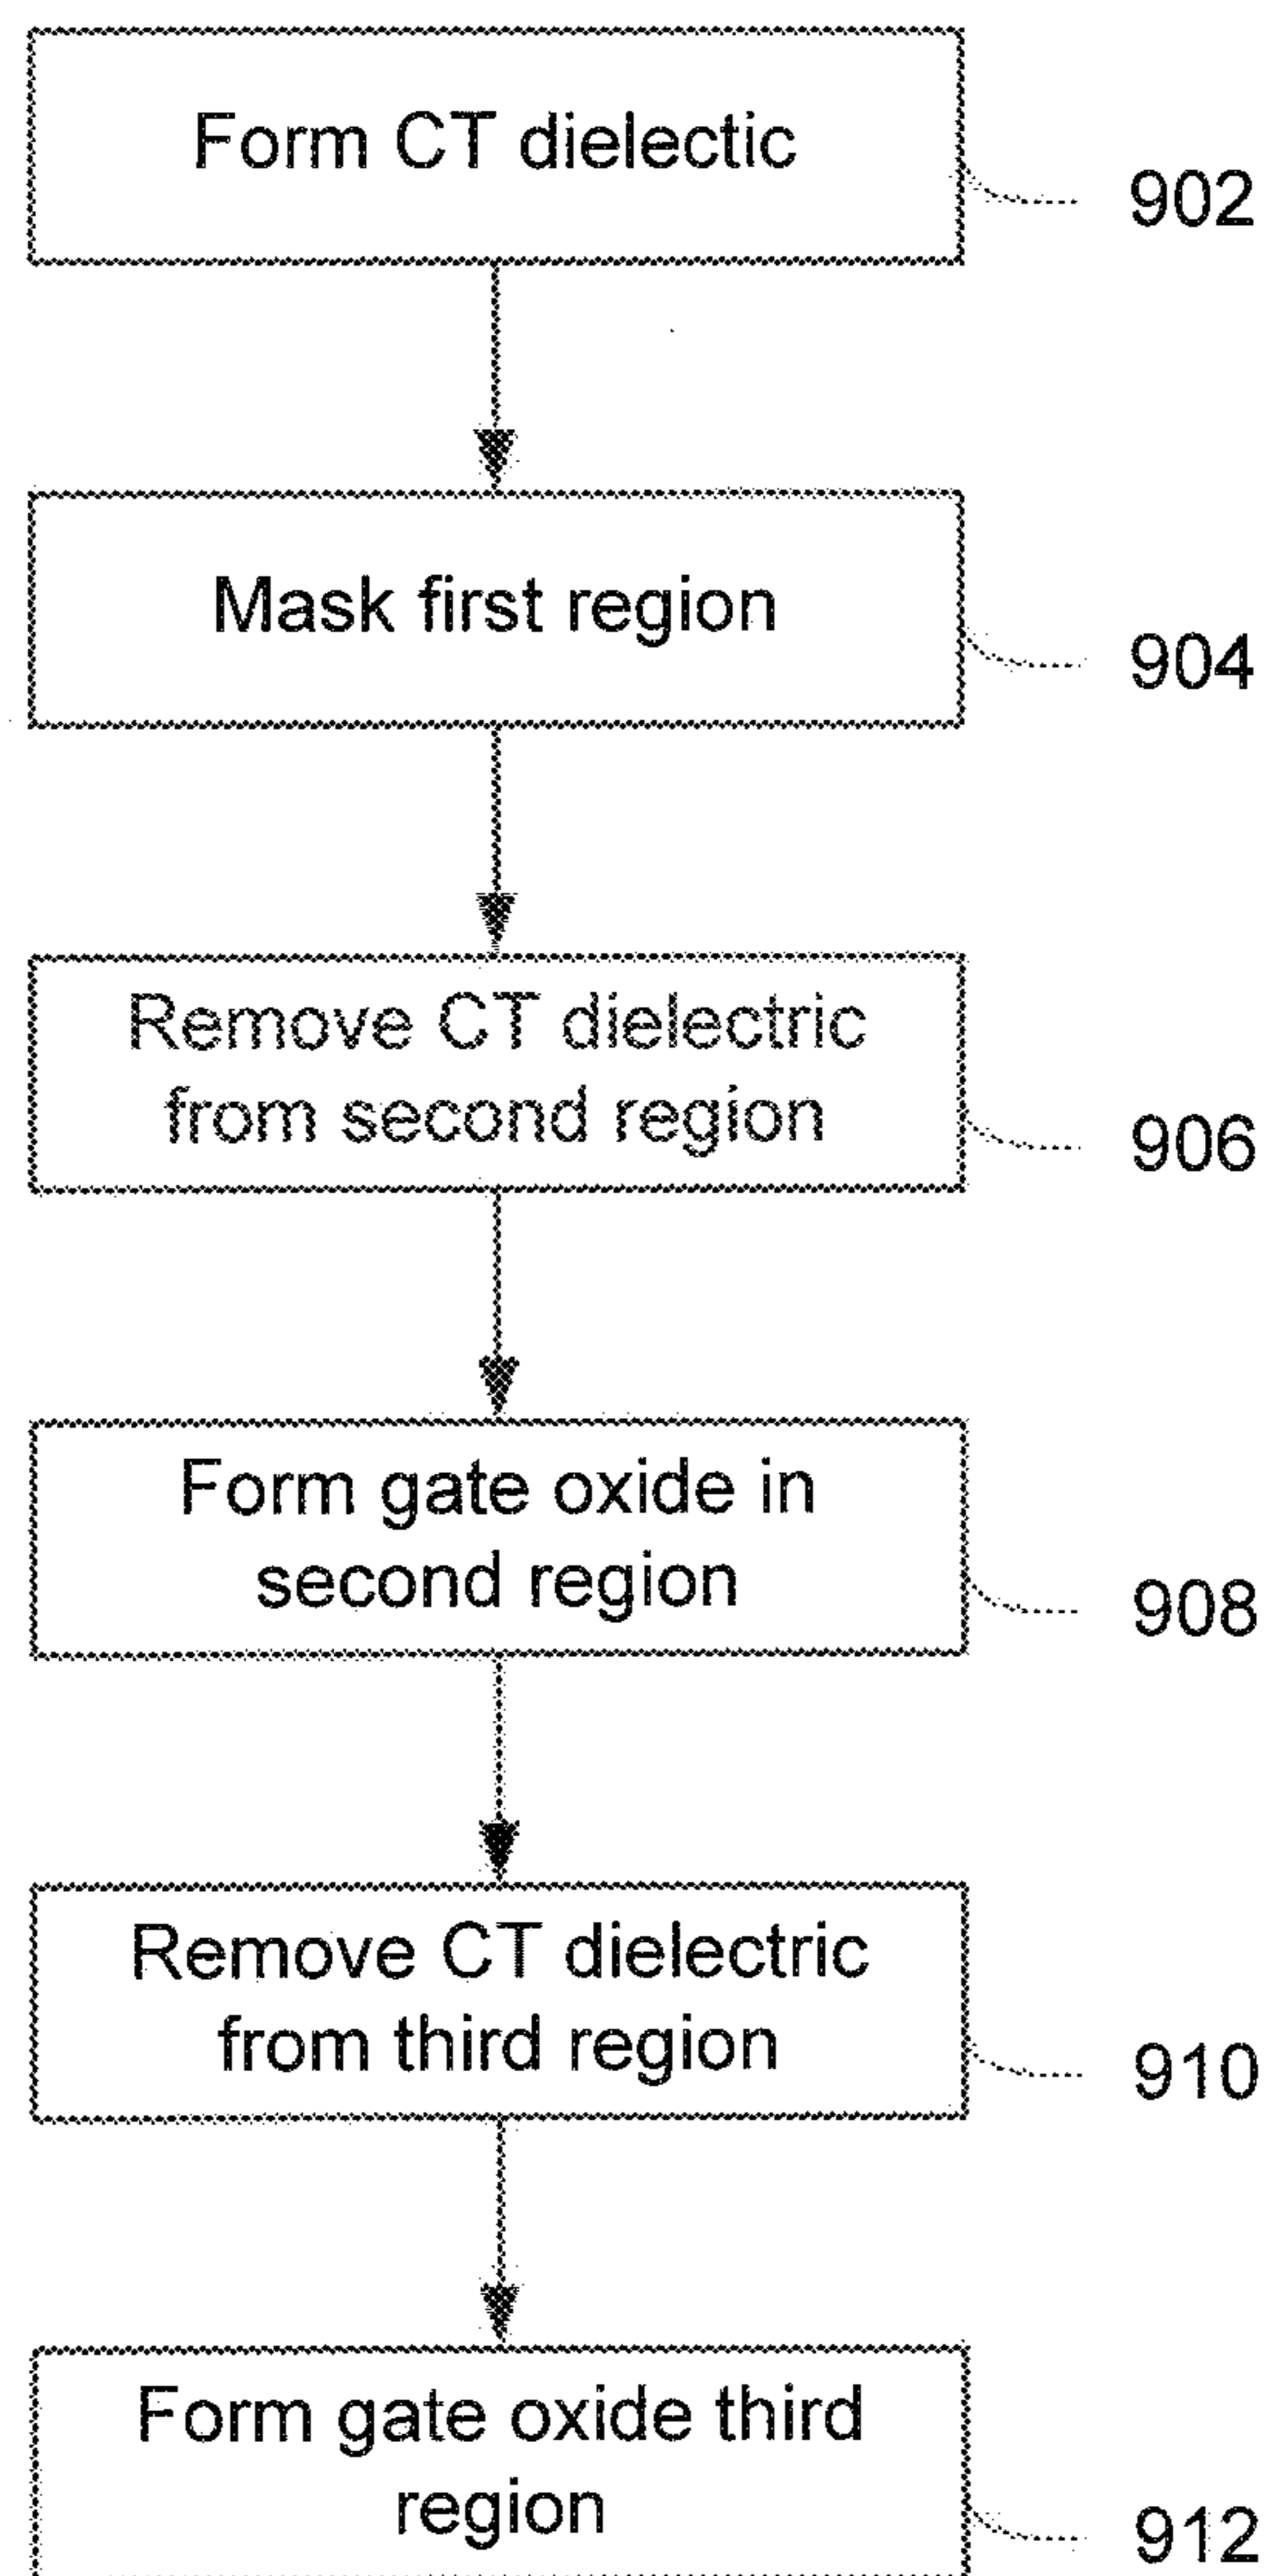 Form CT dielectic
902
Mask first region
904
Remove CT dielectric
from second region
906
Form gate oxide in
second region
908
Remove CT dielectric
from third region
910
Form gate oxide third
region
912